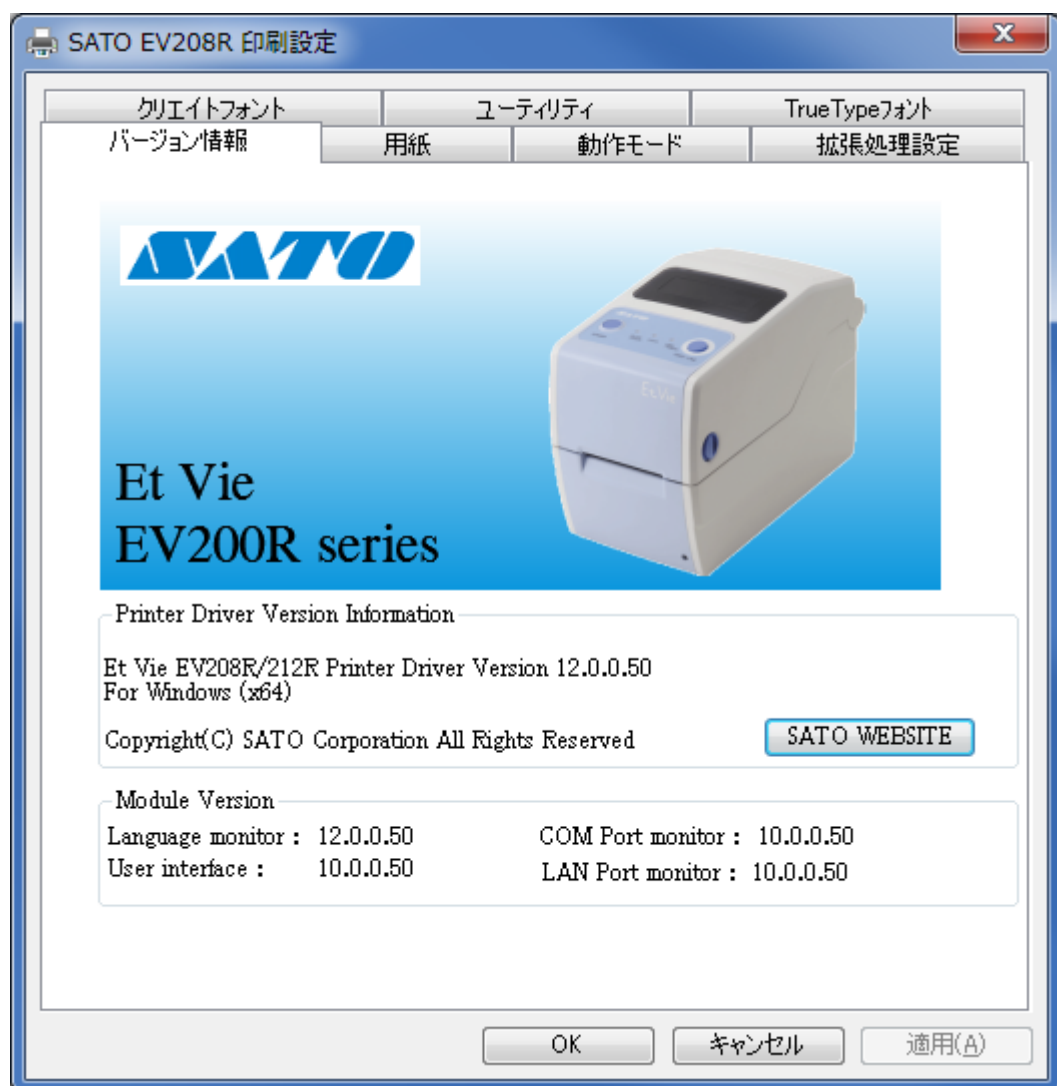 SATO EV208R 印刷設定
クリエイトフォント
ユーティリティ
TrueTypeフォント
バージョン情報
用紙
動作モード
拡張処理設定
SATO
Et Vie
Et Vie
EV200R series
Printer Driver Version Information
Et Vie EV208R/212R Printer Driver Version 12.0.0.50
For Windows (x64)
Copyright(C) SATO Corporation All Rights Reserved
SATO WEBSITE
Module Version
Language monitor : 12.0.0.50
COM Port monitor : 10.0.0.50
User interface : 10.0.0.50
LAN Port monitor : 10.0.0.50
OK
キャンセル
適用(A)